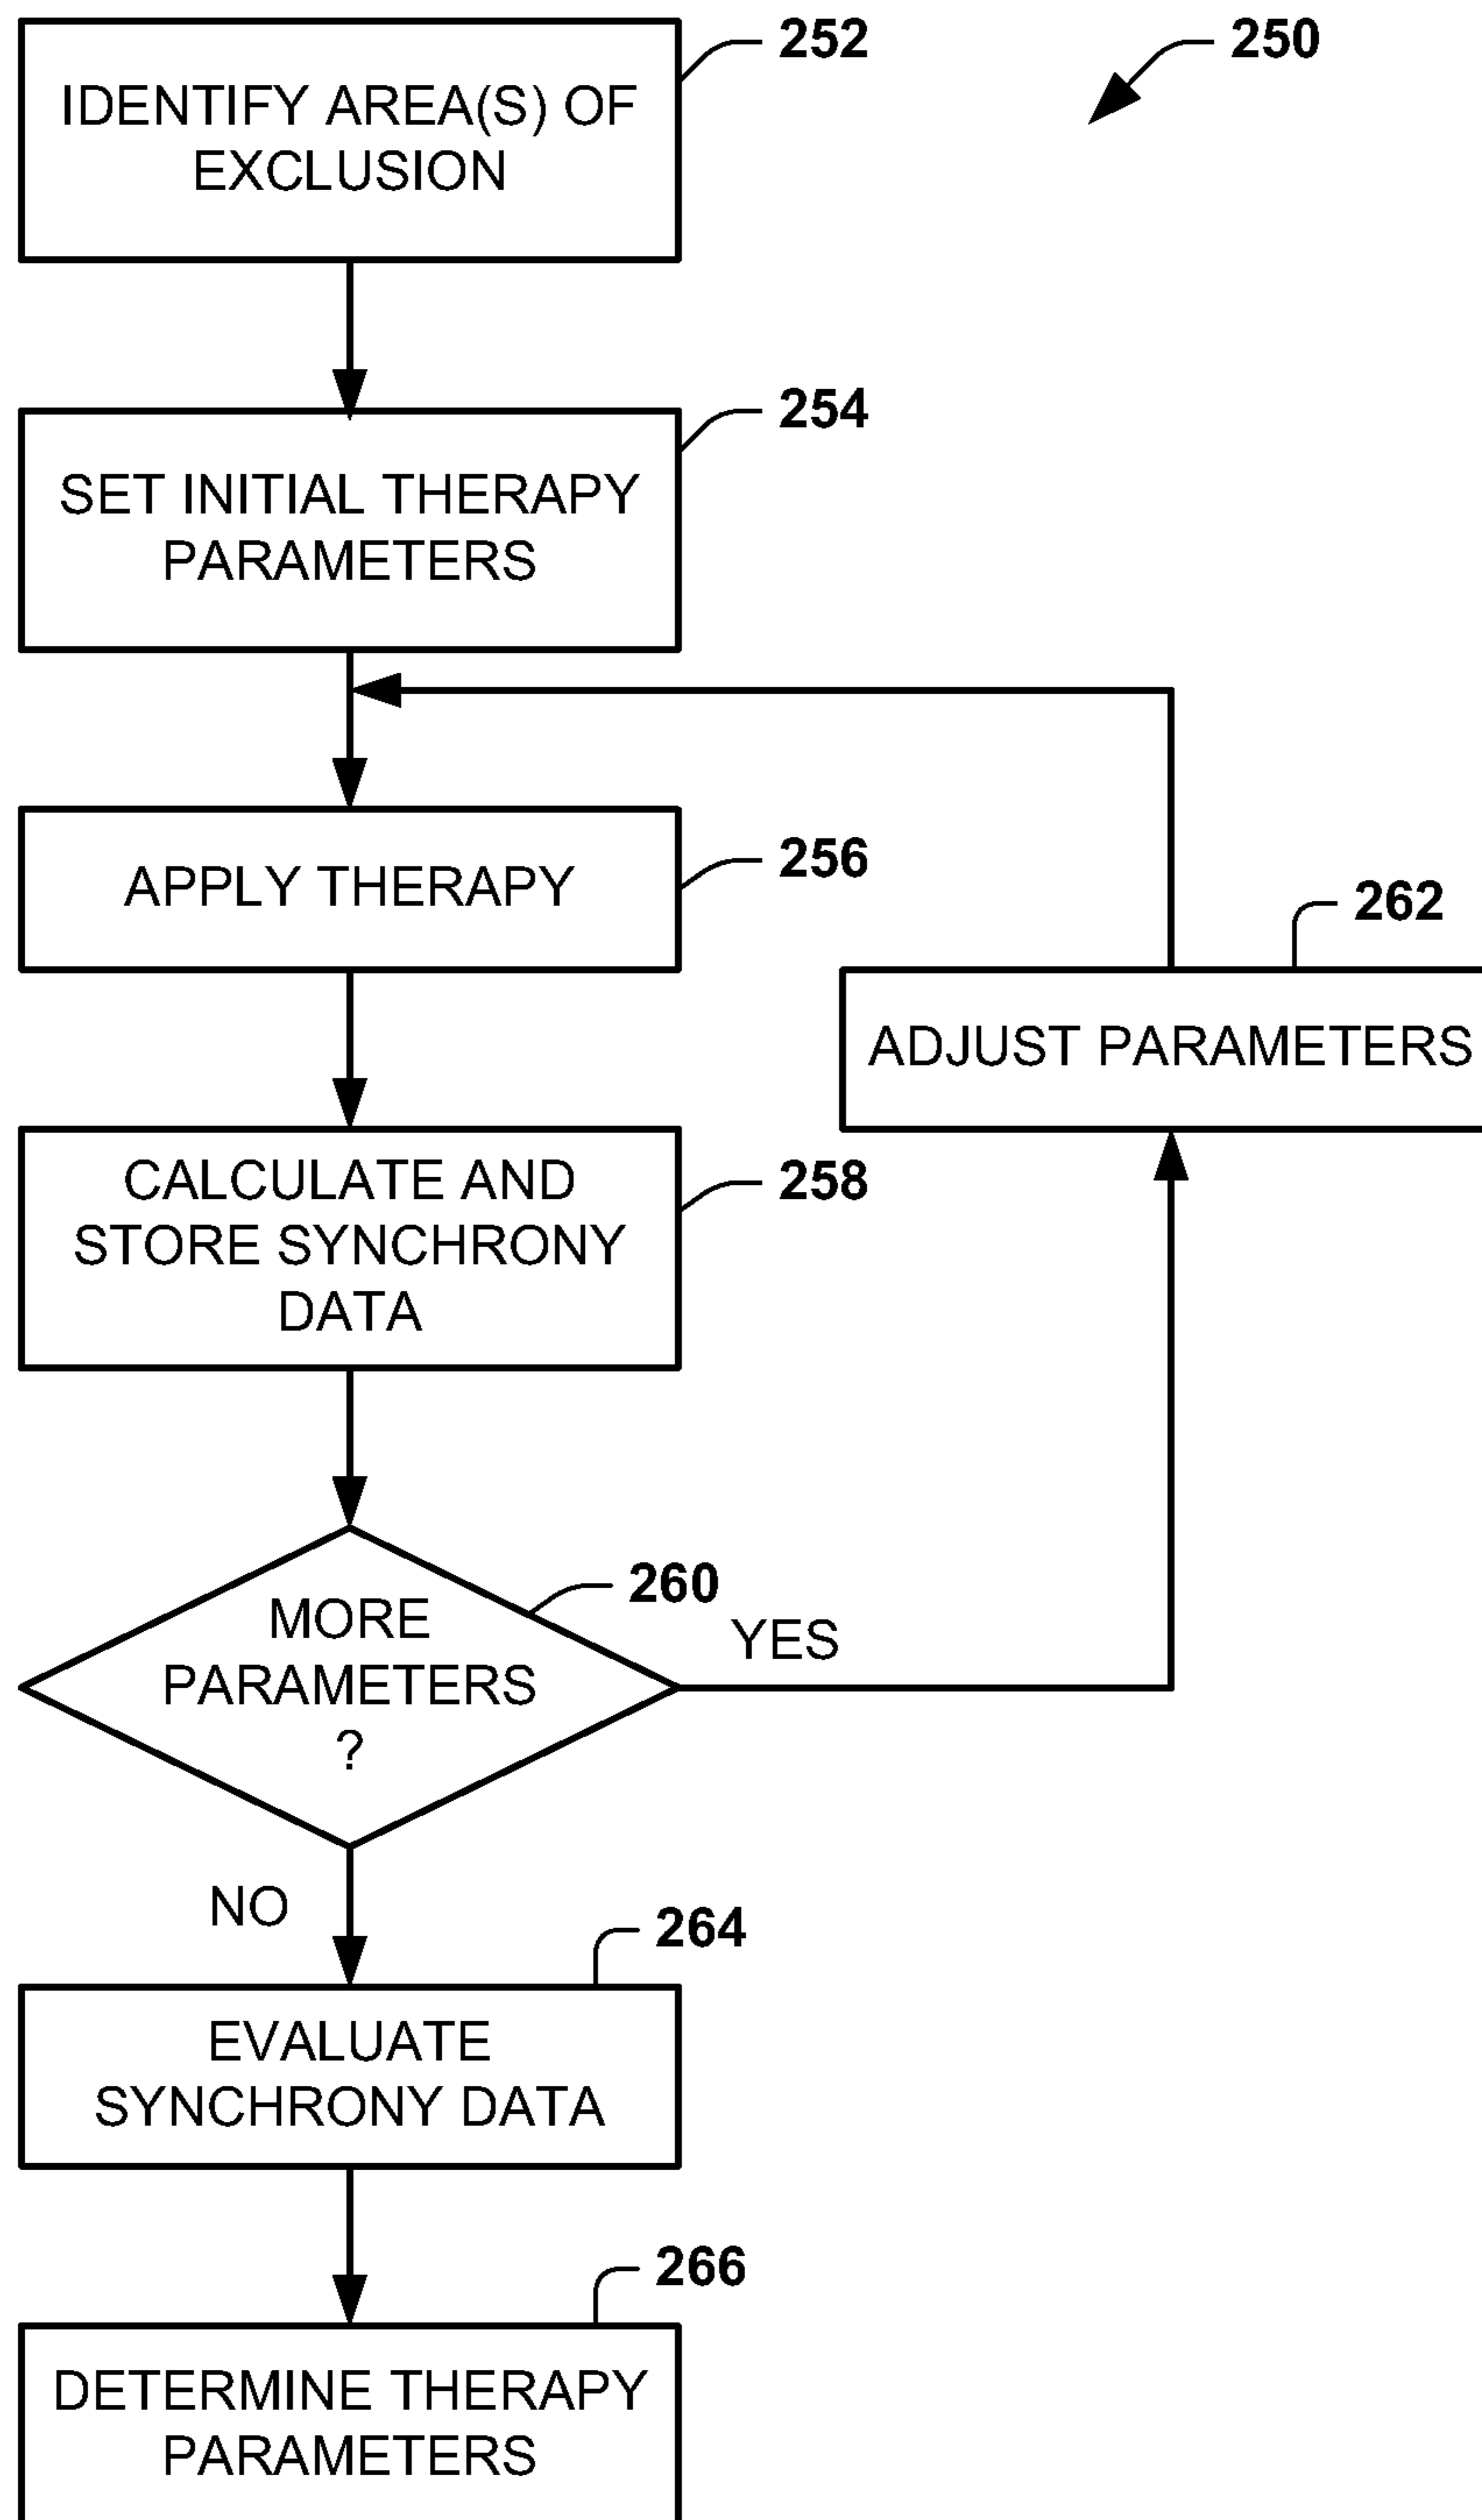 252
250
IDENTIFY AREA(S) OF
EXCLUSION
254
SET INITIAL THERAPY
PARAMETERS
256
APPLY THERAPY
262
ADJUST PARAMETERS
258
CALCULATE AND
STORE SYNCHRONY
DATA
260
MORE
PARAMETERS
?
YES
NO
264
EVALUATE
SYNCHRONY DATA
266
DETERMINE THERAPY
PARAMETERS